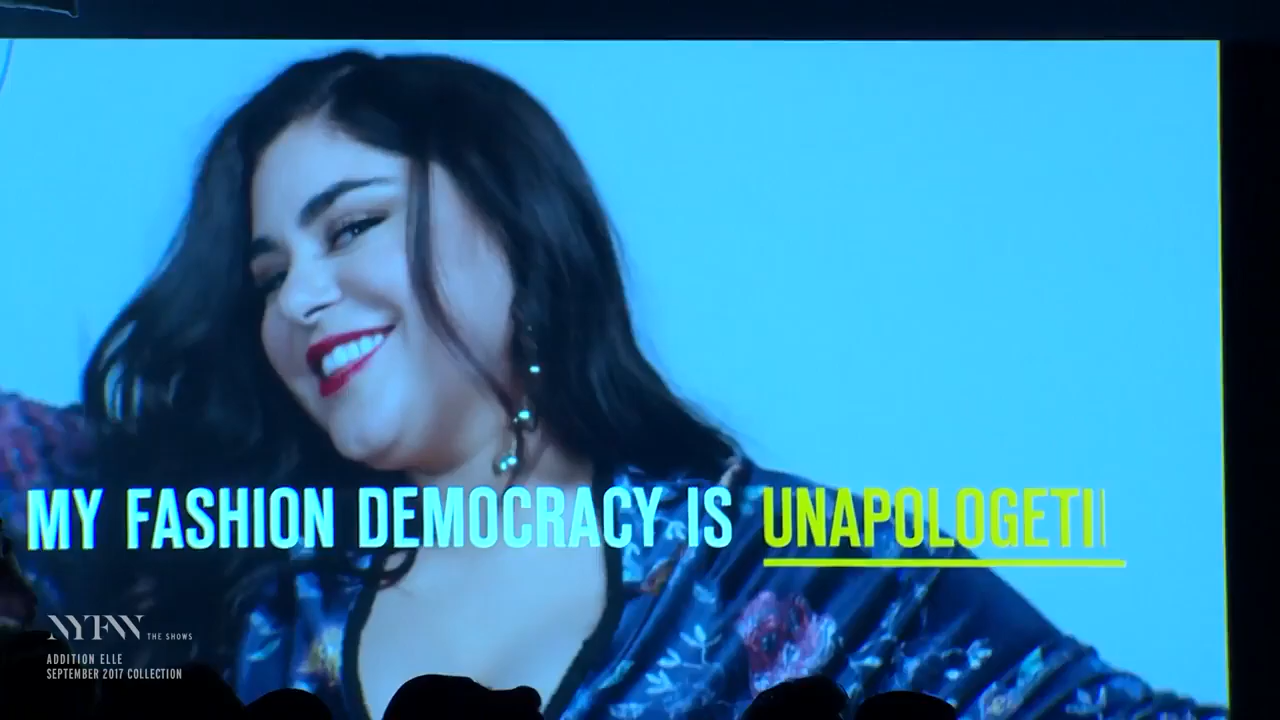 MY FASHION DEMOCRACY IS UNAPOLOGETI
NYFW THE SHOWS
ADDITION ELLE
SEPTEMBER 2017 COLLECTION